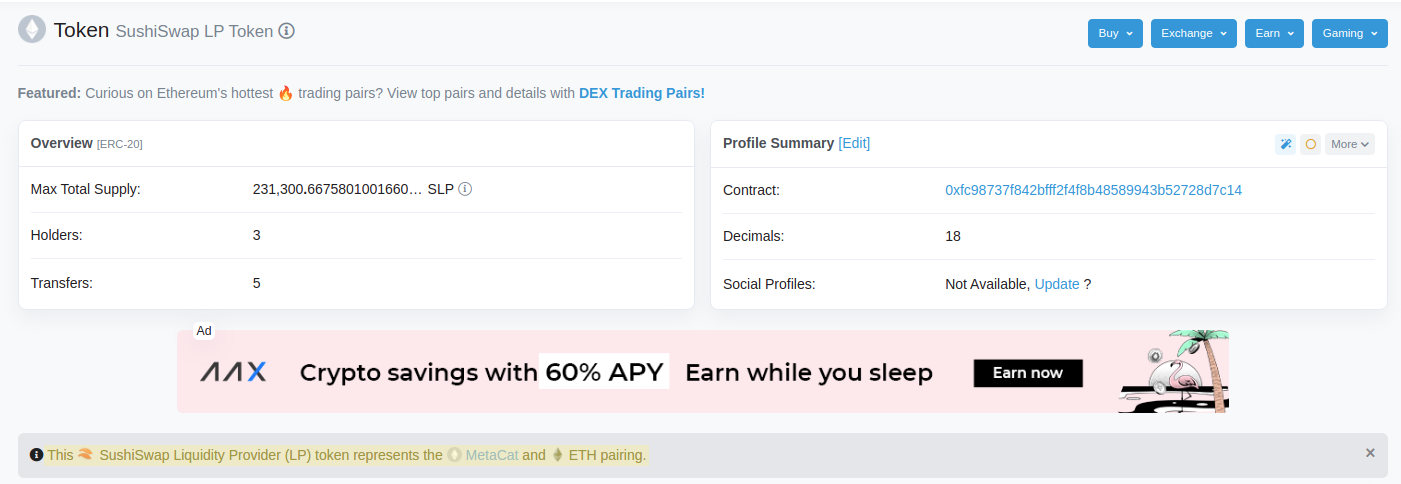 Token SushiSwap LP Token
Buy Exchange Earn Gaming
Featured: Curious on Ethereum's hottest 🔥 trading pairs? View top pairs and details with DEX Trading Pairs!
Overview [ERC-20]
Max Total Supply: 231,300.6675801001660... SLP
Holders: 3
Transfers: 5
Profile Summary [Edit]
More
Contract: 0xfc98737f842bfff2f4f8b48589943b52728d7c14
Decimals: 18
Social Profiles: Not Available, Update ?
Ad
AAX Crypto savings with 60% APY Earn while you sleep Earn now
This SushiSwap Liquidity Provider (LP) token represents the MetaCat and ETH pairing. ×